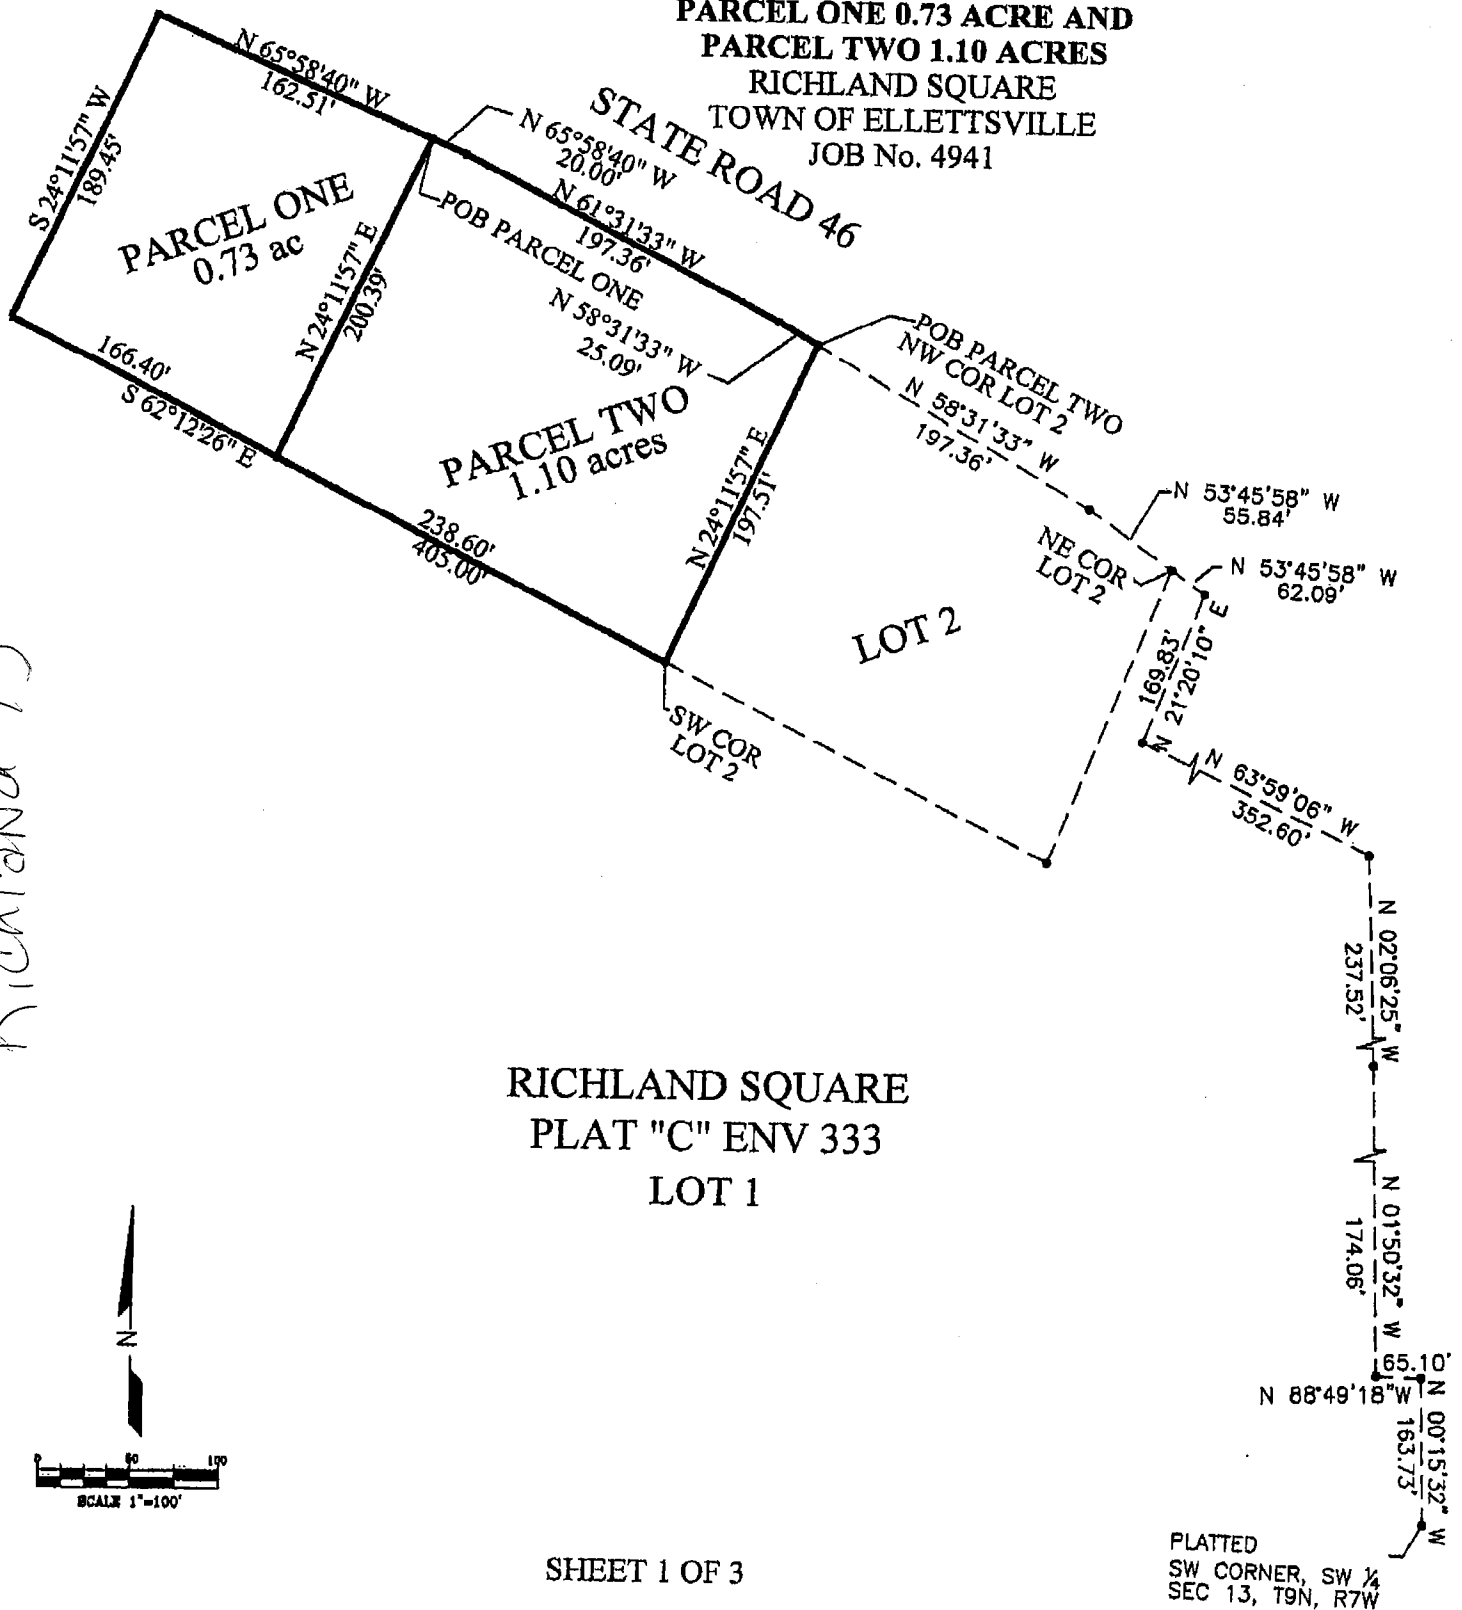 PARCEL ONE 0.73 ACRE AND
PARCEL TWO 1.10 ACRES
RICHLAND SQUARE
TOWN OF ELLETTSVILLE
JOB No. 4941
N 65°58'40" W
162.51'
S 24°11'57" W
189.45'
PARCEL ONE
0.73 ac
N 24°11'57" E
200.39'
166.40'
S 62°12'26" E
STATE ROAD 46
N 65°58'40" W
20.00'
N 61°31'33" W
197.36'
POB PARCEL ONE
N 58°31'33" W
25.09'
PARCEL TWO
1.10 acres
238.60'
405.00'
N 24°11'57" E
197.51'
POB PARCEL TWO
NW COR LOT 2
N 58°31'33" W
197.36'
N 53°45'58" W
55.84'
NE COR
LOT 2
N 53°45'58" W
62.09'
LOT 2
169.83'
N 21°20'10" E
SW COR
LOT 2
N 63°59'06" W
352.60'
N 02°06'25" W
237.52'
RICHLAND SQUARE
PLAT "C" ENV 333
LOT 1
N 01°50'32" W
174.06'
65.10'
N 88°49'18"W
N 00°15'32" W
163.73'
N
0 50 100
SCALE 1"=100'
PLATTED
SW CORNER, SW ¼
SEC 13, T9N, R7W
SHEET 1 OF 3